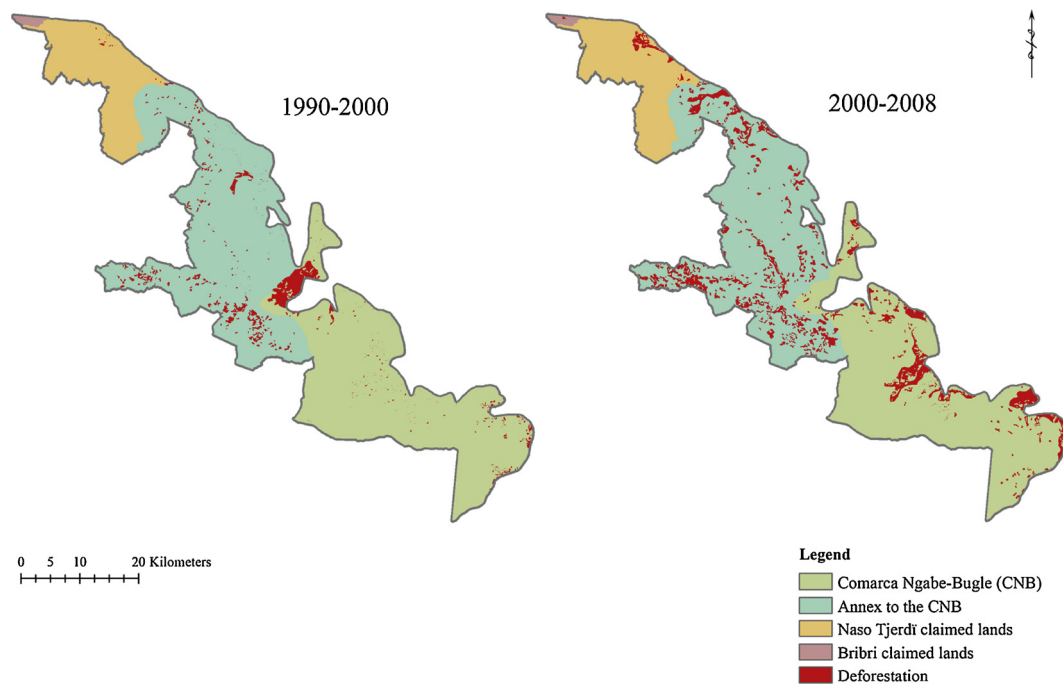 1990-2000
2000-2008
0 5 10 20 Kilometers
Legend
Comarca Ngabe-Bugle (CNB)
Annex to the CNB
Naso Tjerdï claimed lands
Bribri claimed lands
Deforestation